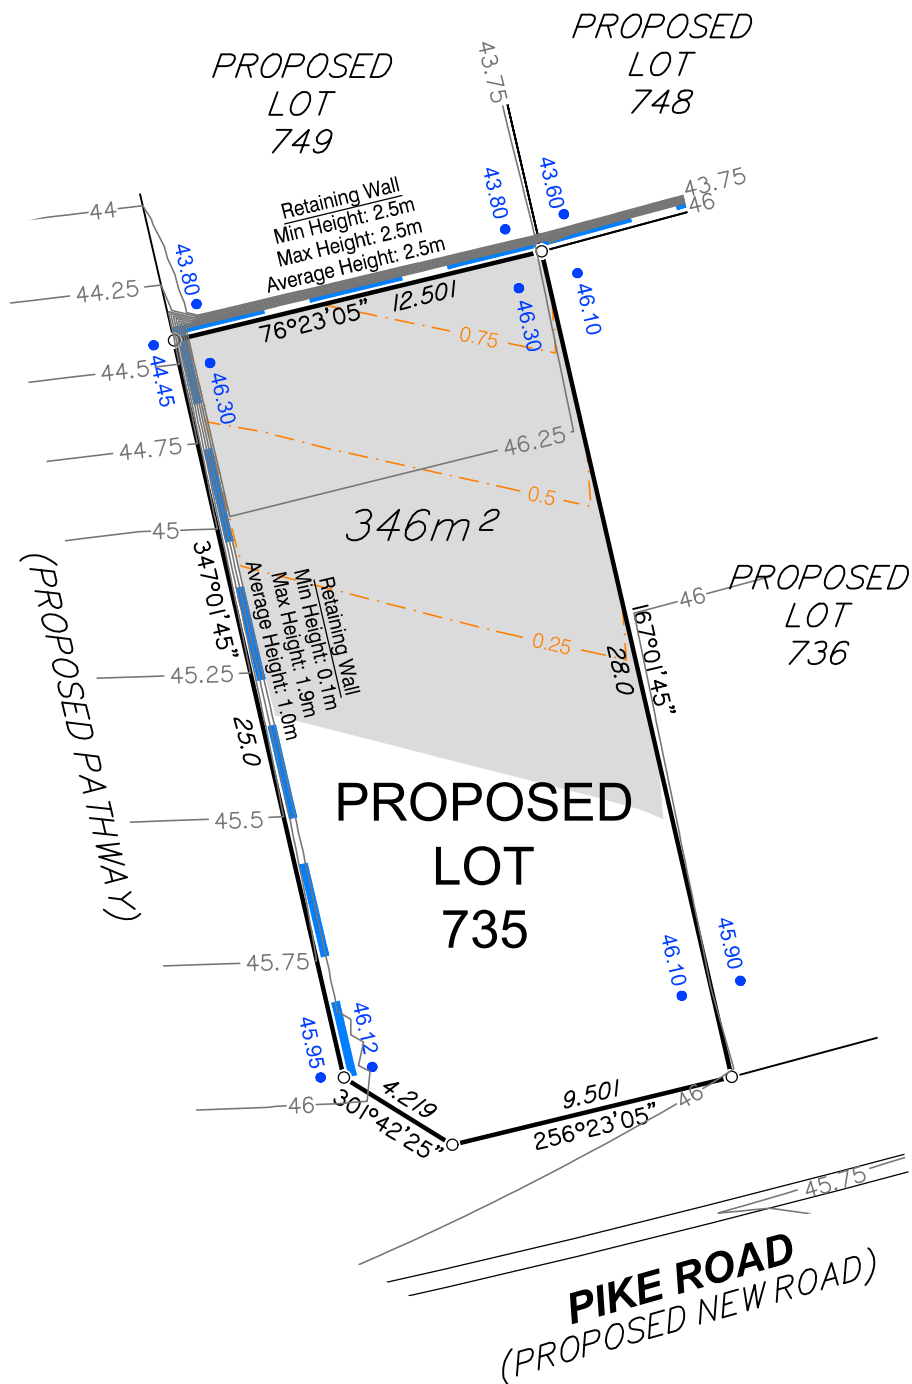 PROPOSED
LOT
748
PROPOSED
LOT
749
43.75
43.80
43.60
43.75
46
44
Retaining Wall
Min Height: 2.5m
Max Height: 2.5m
Average Height: 2.5m
43.80
44.25
12.501
76°23'05"
46.10
46.30
0.75
44.5
44.45
46.30
44.75
46.25
0.5
346m²
45
(PROPOSED PATHWAY)
347°01'45"
25.0
Retaining Wall
Min Height: 0.1m
Max Height: 1.9m
Average Height: 1.0m
0.25
167°01'45"
28.0
46
PROPOSED
LOT
736
45.25
45.5
PROPOSED
LOT
735
45.75
46.10
45.90
45.95
46.12
46
4.219
301°42'25"
9.501
256°23'05"
46
45.75
PIKE ROAD
(PROPOSED NEW ROAD)